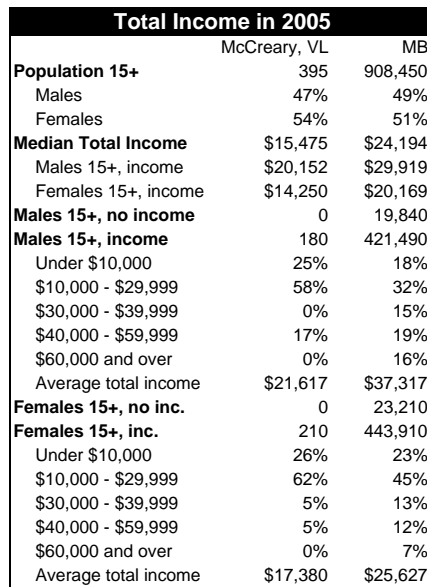 Total Income in 2005
McCreary, VL MB
Population 15+ 395 908,450
Males 47% 49%
Females 54% 51%
Median Total Income $15,475 $24,194
Males 15+, income $20,152 $29,919
Females 15+, income $14,250 $20,169
Males 15+, no income 0 19,840
Males 15+, income 180 421,490
Under $10,000 25% 18%
$10,000 - $29,999 58% 32%
$30,000 - $39,999 0% 15%
$40,000 - $59,999 17% 19%
$60,000 and over 0% 16%
Average total income $21,617 $37,317
Females 15+, no inc. 0 23,210
Females 15+, inc. 210 443,910
Under $10,000 26% 23%
$10,000 - $29,999 62% 45%
$30,000 - $39,999 5% 13%
$40,000 - $59,999 5% 12%
$60,000 and over 0% 7%
Average total income $17,380 $25,627